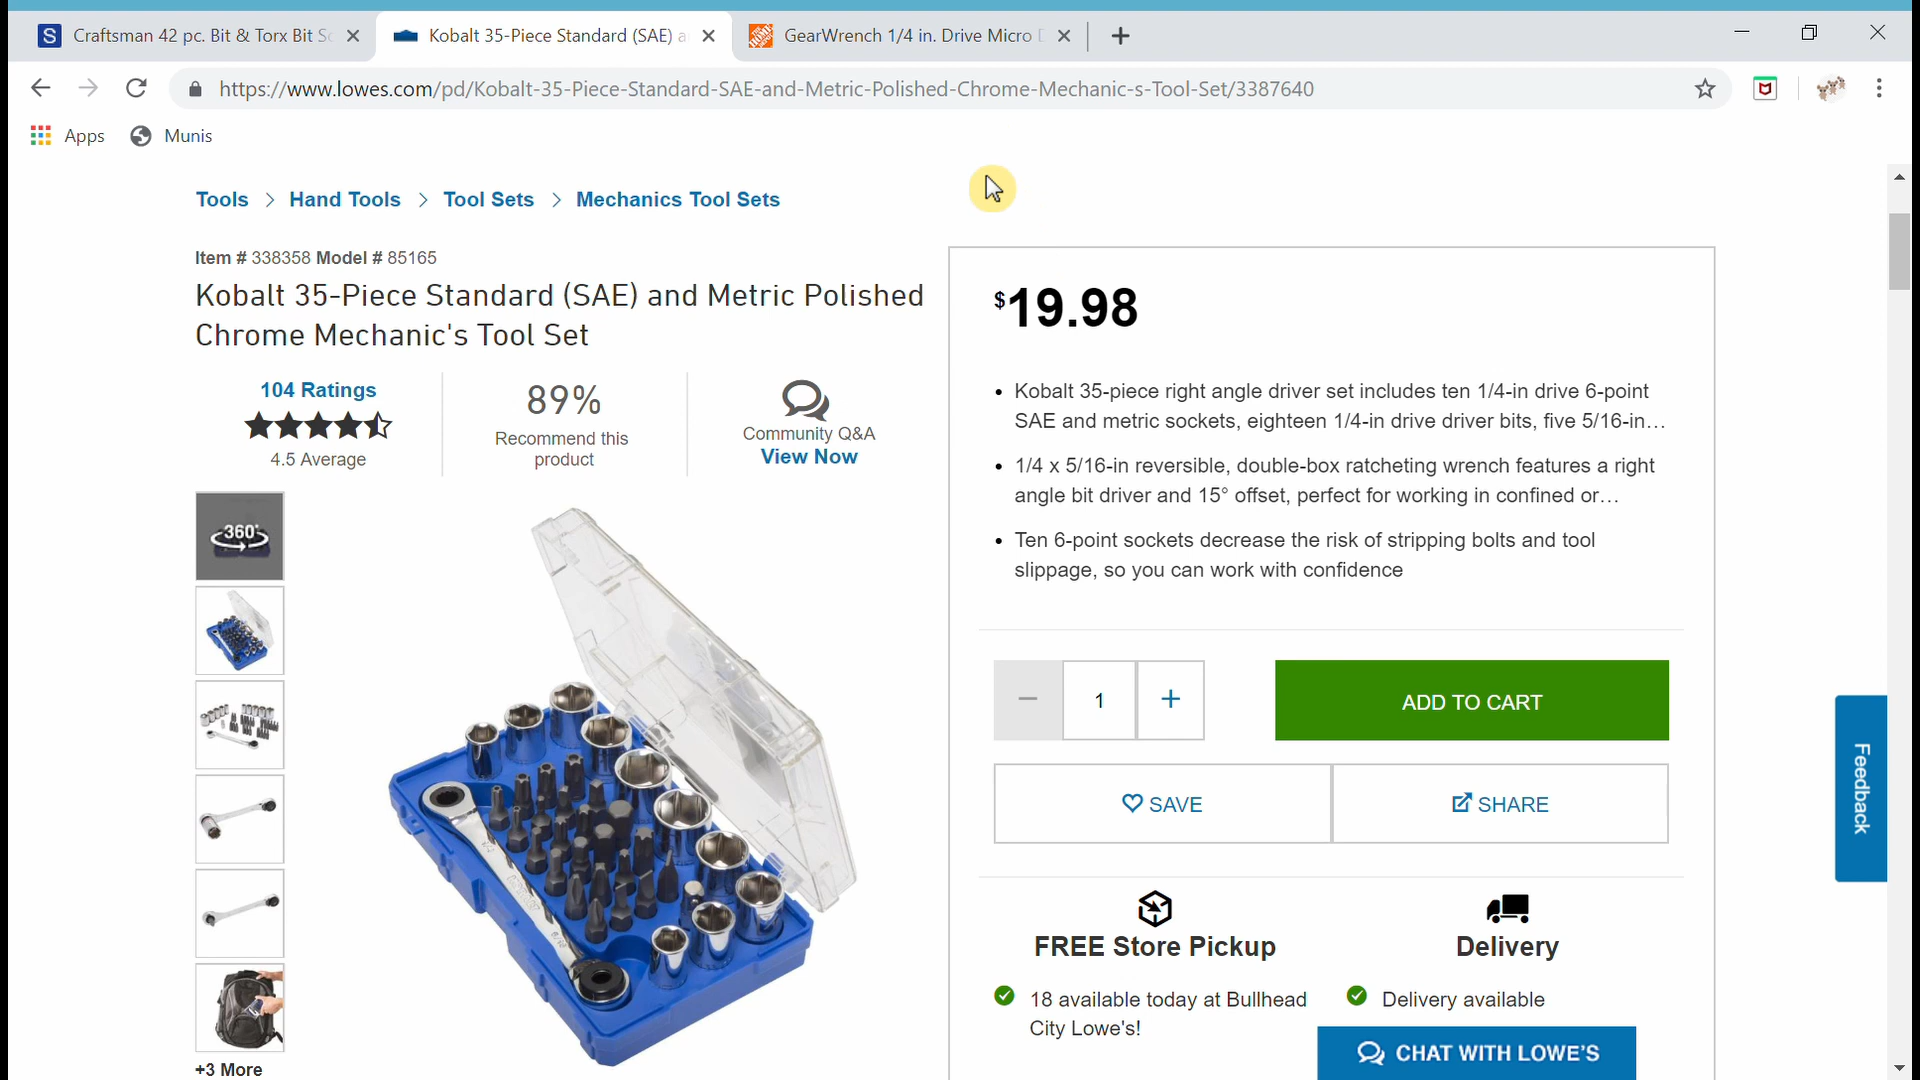 Craftsman 42 pc. Bit & Torx Bit So
Kobalt 35-Piece Standard (SAE) a
GearWrench 1/4 in. Drive Micro D
https://www.lowes.com/pd/Kobalt-35-Piece-Standard-SAE-and-Metric-Polished-Chrome-Mechanic-s-Tool-Set/3387640
Apps
Munis
Tools > Hand Tools > Tool Sets > Mechanics Tool Sets
Item # 338358 Model # 85165
Kobalt 35-Piece Standard (SAE) and Metric Polished
Chrome Mechanic's Tool Set
104 Ratings
4.5 Average
89%
Recommend this
product
Community Q&A
View Now
360°
+3 More
$19.98
• Kobalt 35-piece right angle driver set includes ten 1/4-in drive 6-point
SAE and metric sockets, eighteen 1/4-in drive driver bits, five 5/16-in...
• 1/4 x 5/16-in reversible, double-box ratcheting wrench features a right
angle bit driver and 15° offset, perfect for working in confined or...
• Ten 6-point sockets decrease the risk of stripping bolts and tool
slippage, so you can work with confidence
− 1 +
ADD TO CART
SAVE
SHARE
FREE Store Pickup
18 available today at Bullhead
City Lowe's!
Delivery
Delivery available
CHAT WITH LOWE'S
Feedback